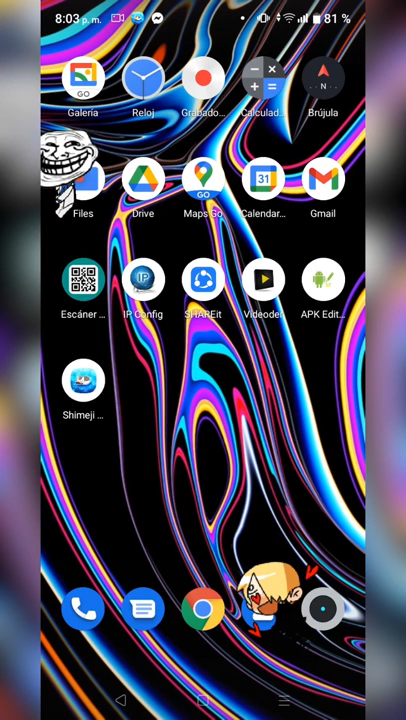 8:03 p. m.
81 %
GO
Galería
Reloj
Grabado...
Calculad...
N
Brújula
Files
Drive
GO
Maps Go
31
Calendar...
Gmail
Escáner ...
IP
IP Config
SHAREit
Videoder
APK Edit...
Shimeji ...